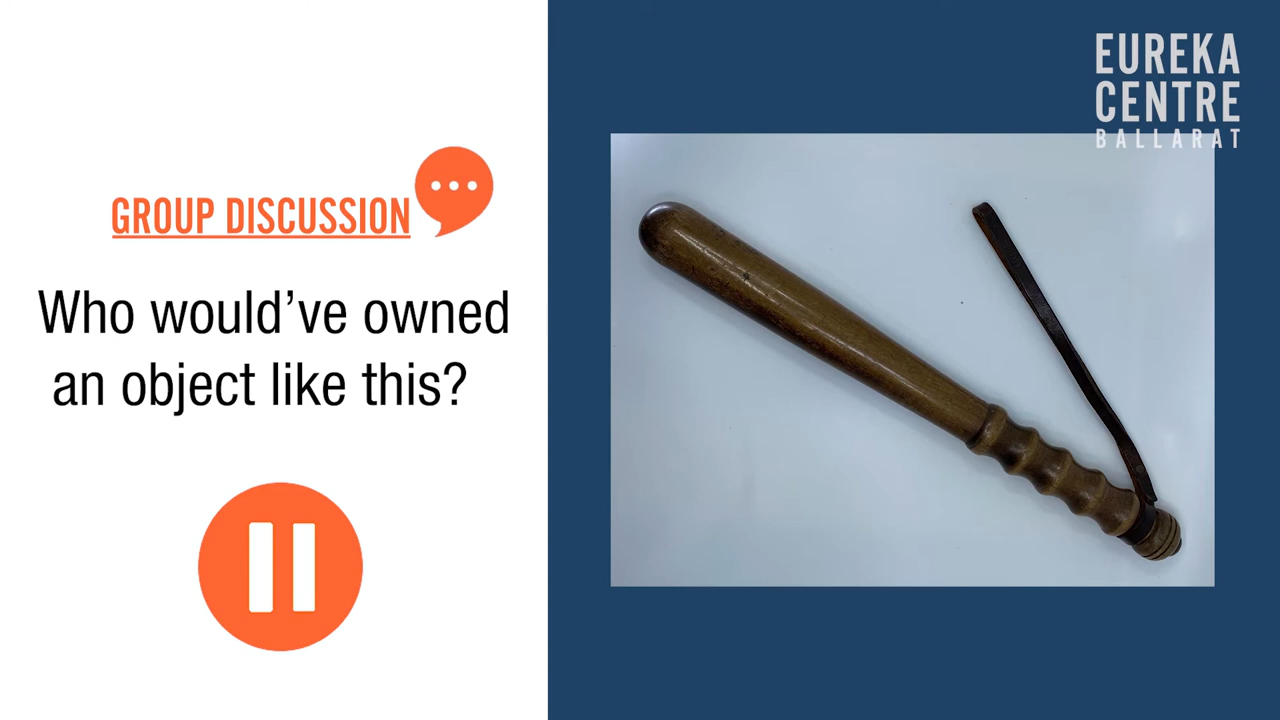 GROUP DISCUSSION
Who would’ve owned
an object like this?
EUREKA
CENTRE
BALLARAT